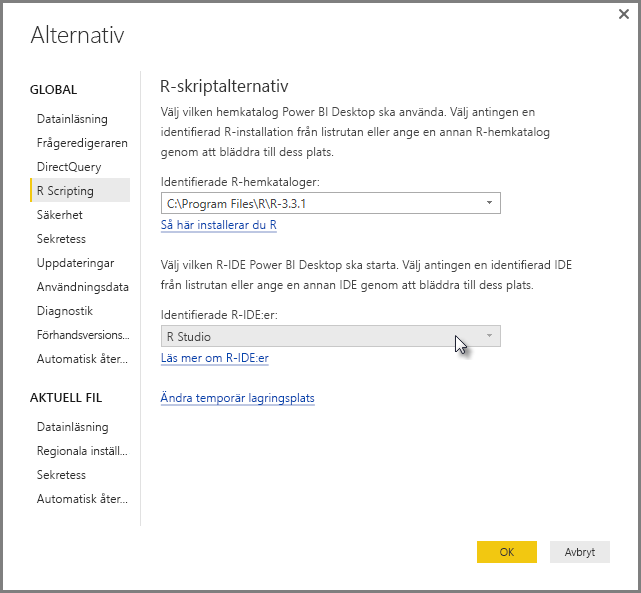 Alternativ
GLOBAL
Datainläsning
Frågeredigeraren
DirectQuery
R Scripting
Säkerhet
Sekretess
Uppdateringar
Användningsdata
Diagnostik
Förhandsversions...
Automatisk åter...
AKTUELL FIL
Datainläsning
Regionala inställ...
Sekretess
Automatisk åter...
R-skriptalternativ
Välj vilken hemkatalog Power BI Desktop ska använda. Välj antingen en
identifierad R-installation från listrutan eller ange en annan R-hemkatalog
genom att bläddra till dess plats.
Identifierade R-hemkataloger:
C:\Program Files\R\R-3.3.1
Så här installerar du R
Välj vilken R-IDE Power BI Desktop ska starta. Välj antingen en identifierad IDE
från listrutan eller ange en annan IDE genom att bläddra till dess plats.
Identifierade R-IDE:er:
R Studio
Läs mer om R-IDE:er
Ändra temporär lagringsplats
OK
Avbryt